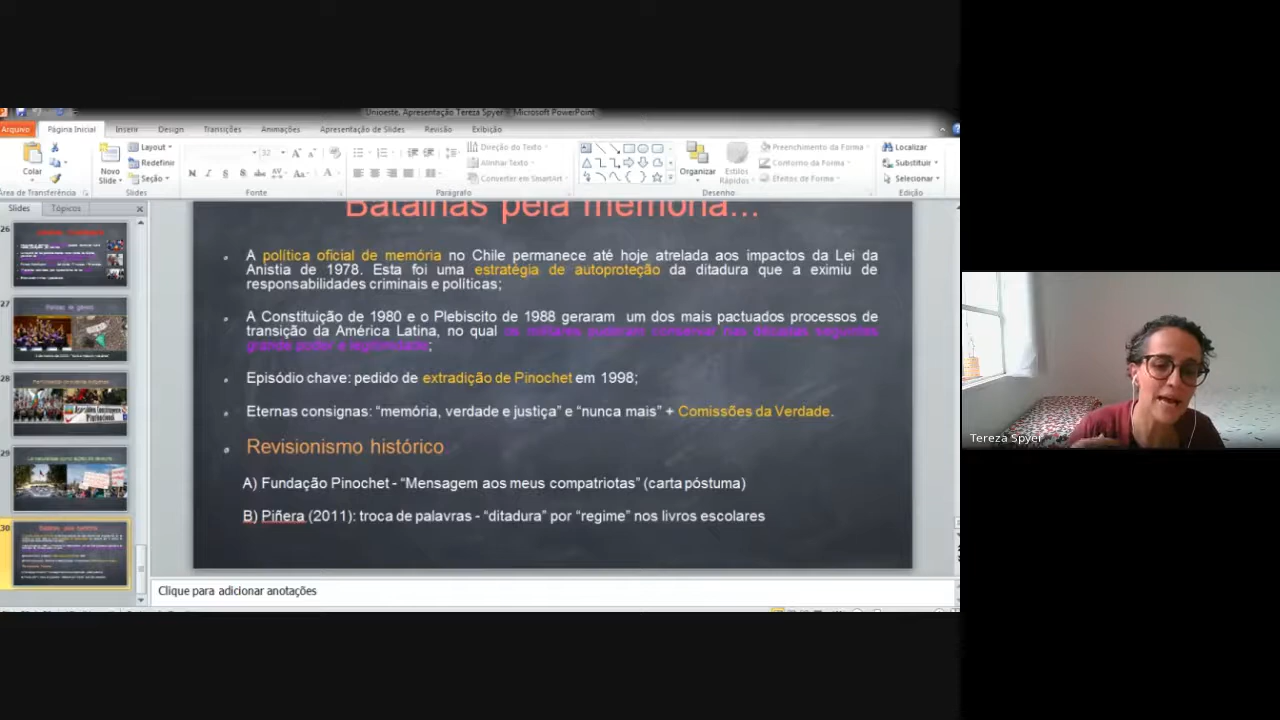 Unioeste, Apresentação Tereza Spyer - Microsoft PowerPoint
Arquivo Página Inicial Inserir Design Transições Animações Apresentação de Slides Revisão Exibição
Colar
Novo Slide
Layout
Redefinir
Seção
32
Direção do Texto
Alinhar Texto
Converter em SmartArt
Organizar
Estilos Rápidos
Preenchimento da Forma
Contorno da Forma
Efeitos de Forma
Localizar
Substituir
Selecionar
Área de Transferência Slides Fonte Parágrafo Desenho Edição
Slides Tópicos
26
27
28
29
30
Batalhas pela memória...
A política oficial de memória no Chile permanece até hoje atrelada aos impactos da Lei da
Anistia de 1978. Esta foi uma estratégia de autoproteção da ditadura que a eximiu de
responsabilidades criminais e políticas;
A Constituição de 1980 e o Plebiscito de 1988 geraram um dos mais pactuados processos de
transição da América Latina, no qual os militares puderam conservar nas décadas seguintes
grande poder e legitimidade;
Episódio chave: pedido de extradição de Pinochet em 1998;
Eternas consignas: “memória, verdade e justiça” e “nunca mais” + Comissões da Verdade.
Revisionismo histórico
A) Fundação Pinochet - “Mensagem aos meus compatriotas” (carta póstuma)
B) Piñera (2011): troca de palavras - “ditadura” por “regime” nos livros escolares
Clique para adicionar anotações
Tereza Spyer